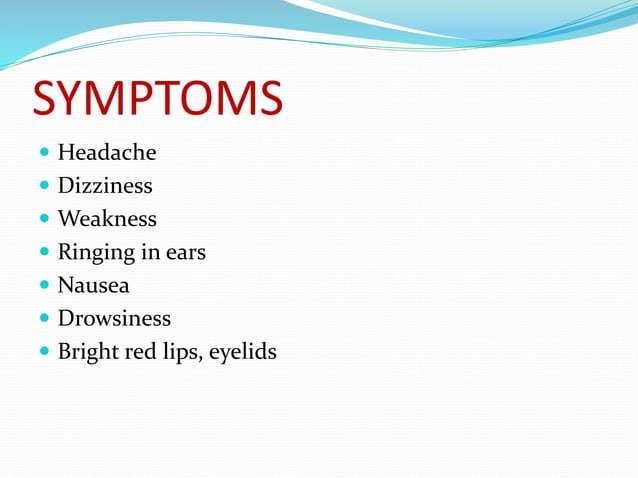 SYMPTOMS
Headache
Dizziness
Weakness
Ringing in ears
Nausea
Drowsiness
Bright red lips, eyelids